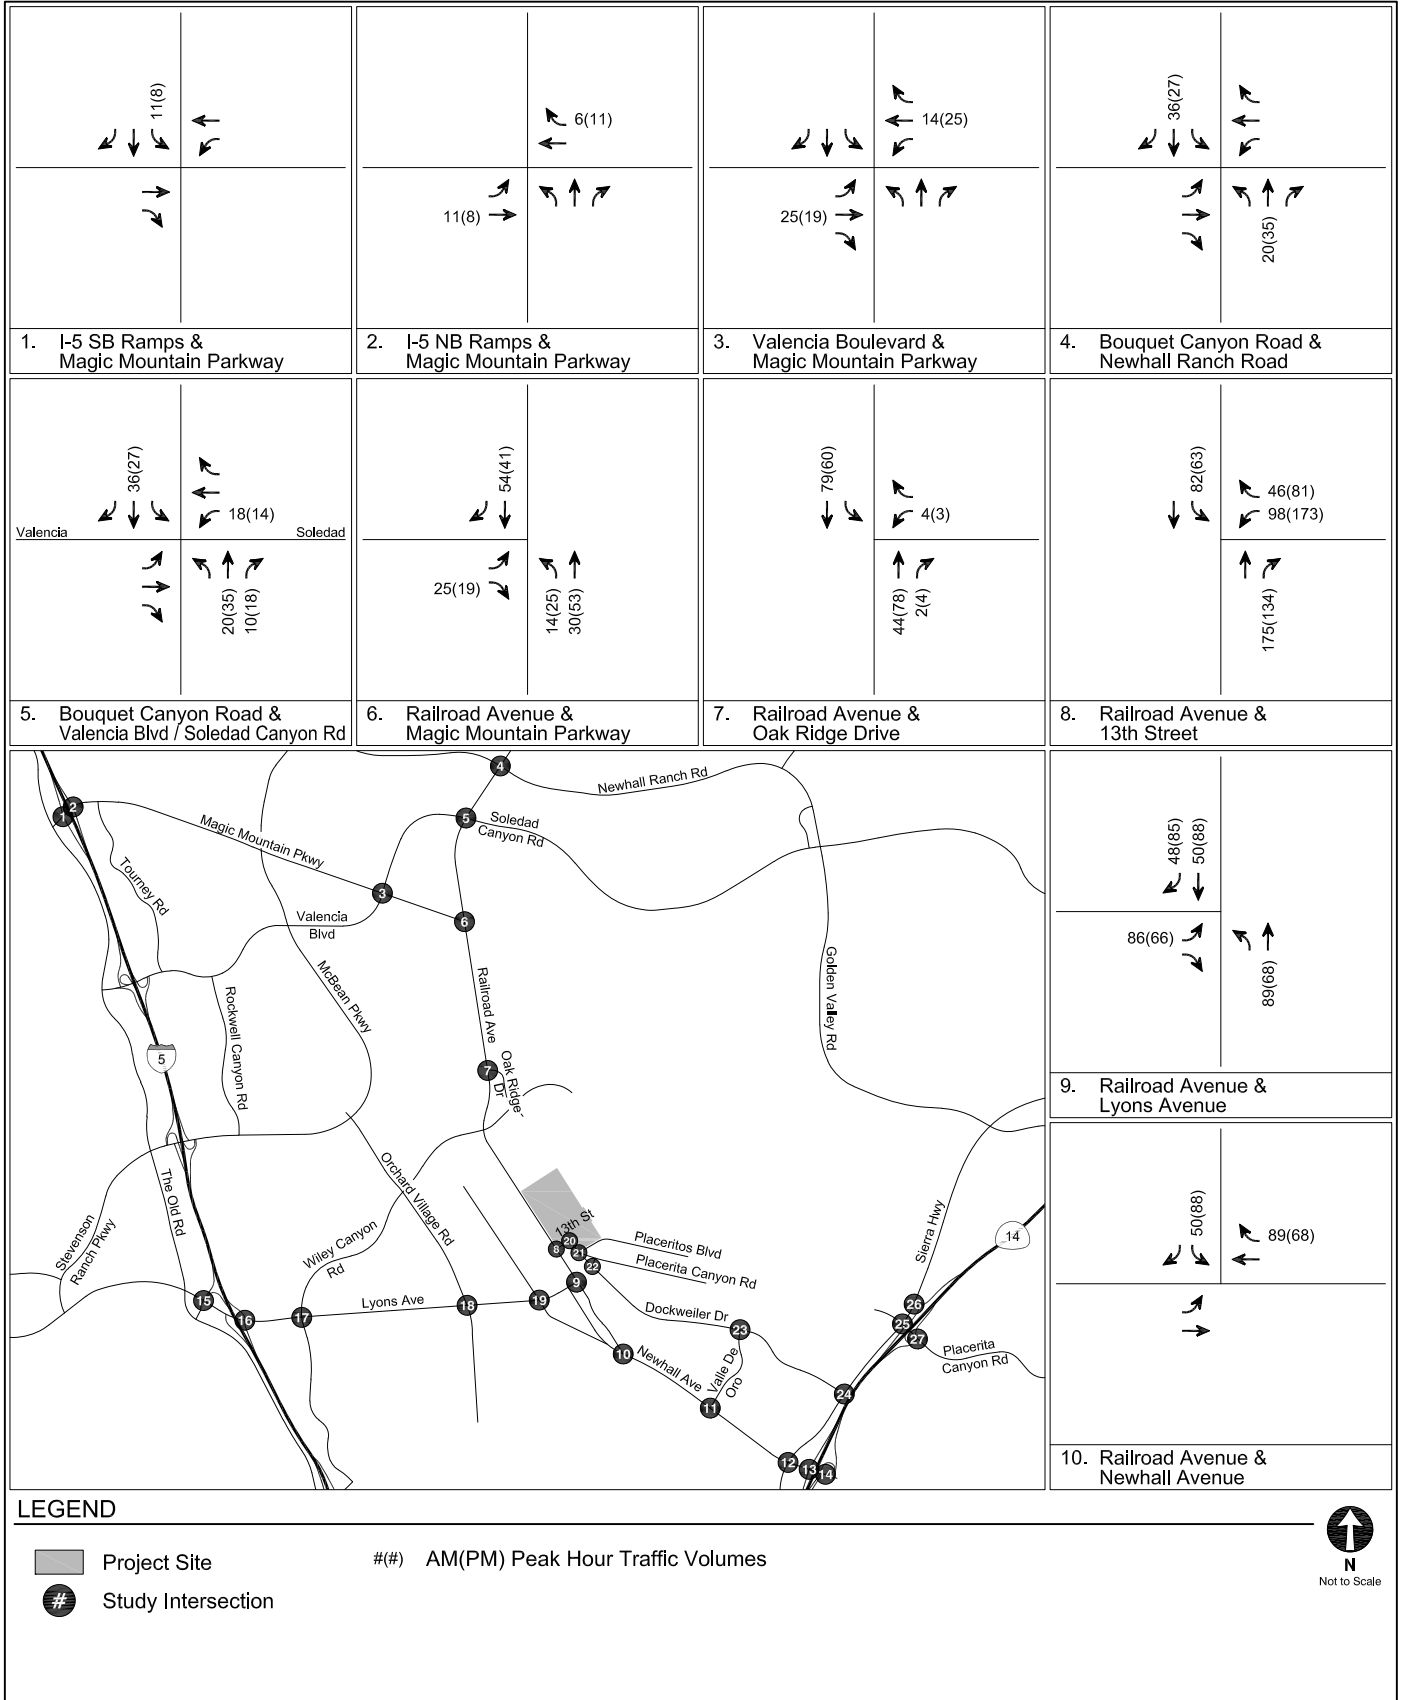 11(8)
1. I-5 SB Ramps &
Magic Mountain Parkway
6(11)
11(8)
2. I-5 NB Ramps &
Magic Mountain Parkway
14(25)
25(19)
3. Valencia Boulevard &
Magic Mountain Parkway
36(27)
20(35)
4. Bouquet Canyon Road &
Newhall Ranch Road
36(27)
18(14)
Valencia
Soledad
20(35)
10(18)
5. Bouquet Canyon Road &
Valencia Blvd / Soledad Canyon Rd
54(41)
25(19)
14(25)
30(53)
6. Railroad Avenue &
Magic Mountain Parkway
79(60)
4(3)
44(78)
2(4)
7. Railroad Avenue &
Oak Ridge Drive
82(63)
46(81)
98(173)
175(134)
8. Railroad Avenue &
13th Street
4
Newhall Ranch Rd
2
1
5
Soledad
Canyon Rd
Magic Mountain Pkwy
Tourney Rd
3
Valencia
Blvd
6
McBean Pkwy
Railroad Ave
Golden Valley Rd
Rockwell Canyon Rd
5
7
Oak Ridge
Dr
Orchard Village Rd
The Old Rd
Stevenson
Ranch Pkwy
Wiley Canyon
Rd
13th St
20
8
21
22
Placeritos Blvd
Placerita Canyon Rd
Sierra Hwy
14
9
15
16
17
Lyons Ave
18
19
Dockweiler Dr
23
26
25
27
Placerita
Canyon Rd
10
Newhall Ave
Valle De
Oro
11
24
12
13
14
48(85)
50(88)
86(66)
89(68)
9. Railroad Avenue &
Lyons Avenue
50(88)
89(68)
10. Railroad Avenue &
Newhall Avenue
LEGEND
Project Site
#(#) AM(PM) Peak Hour Traffic Volumes
# Study Intersection
N
Not to Scale